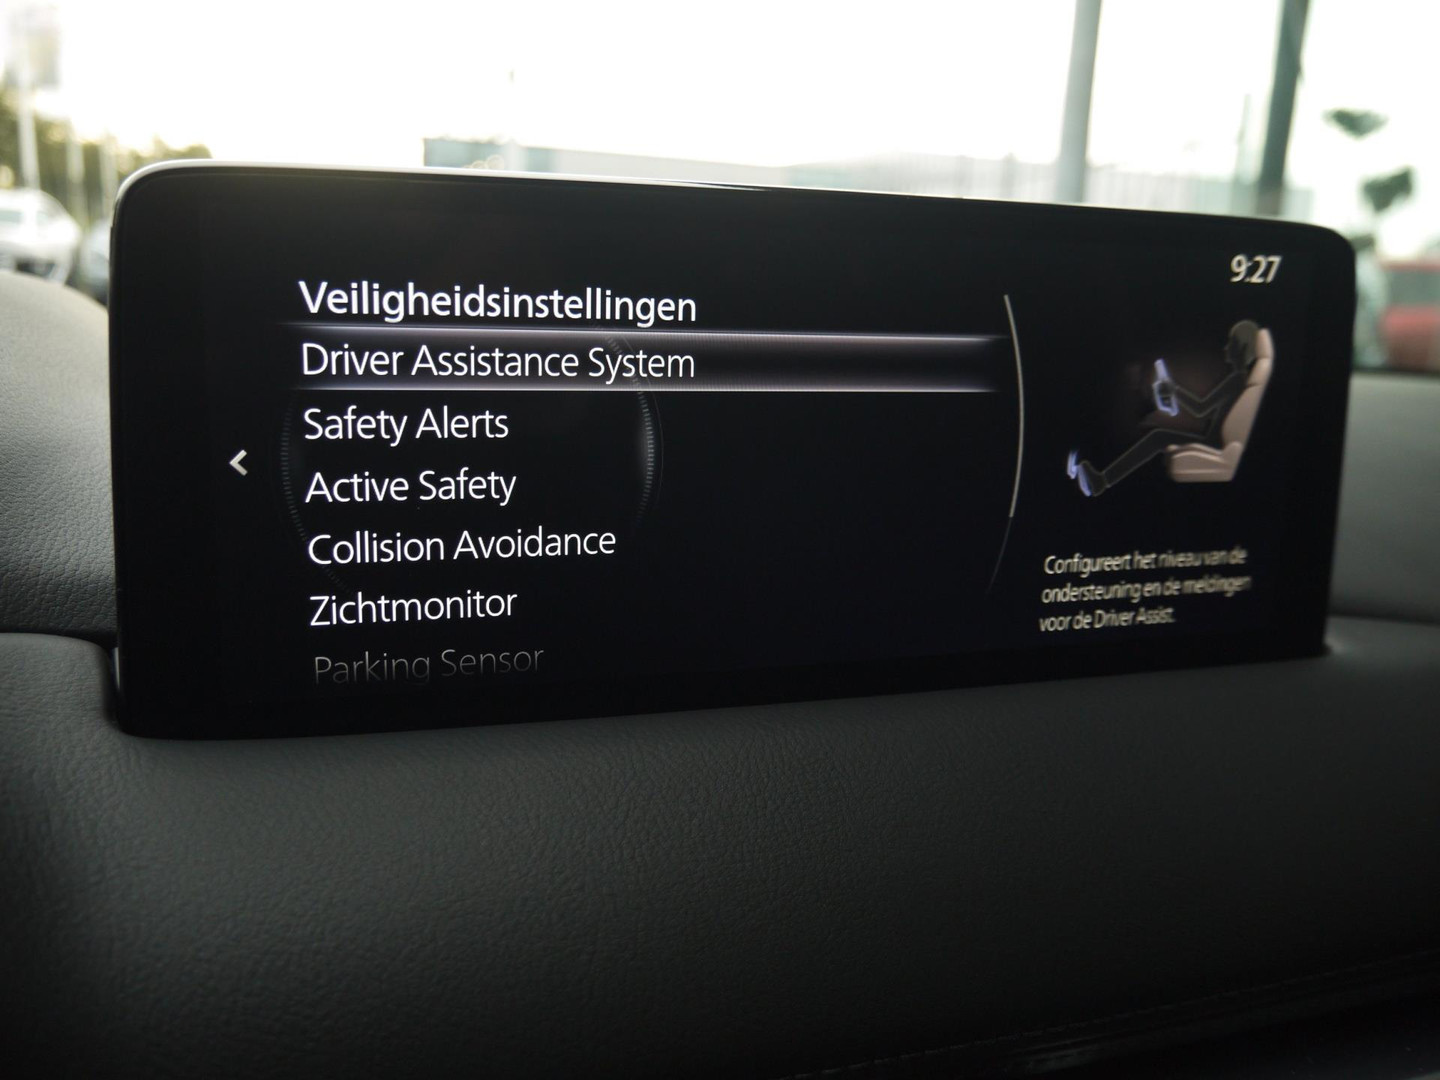 9:27
Veiligheidsinstellingen
Driver Assistance System
Safety Alerts
Active Safety
Collision Avoidance
Zichtmonitor
Parking Sensor
Configureert het niveau van de
ondersteuning en de meldingen
voor de Driver Assist.